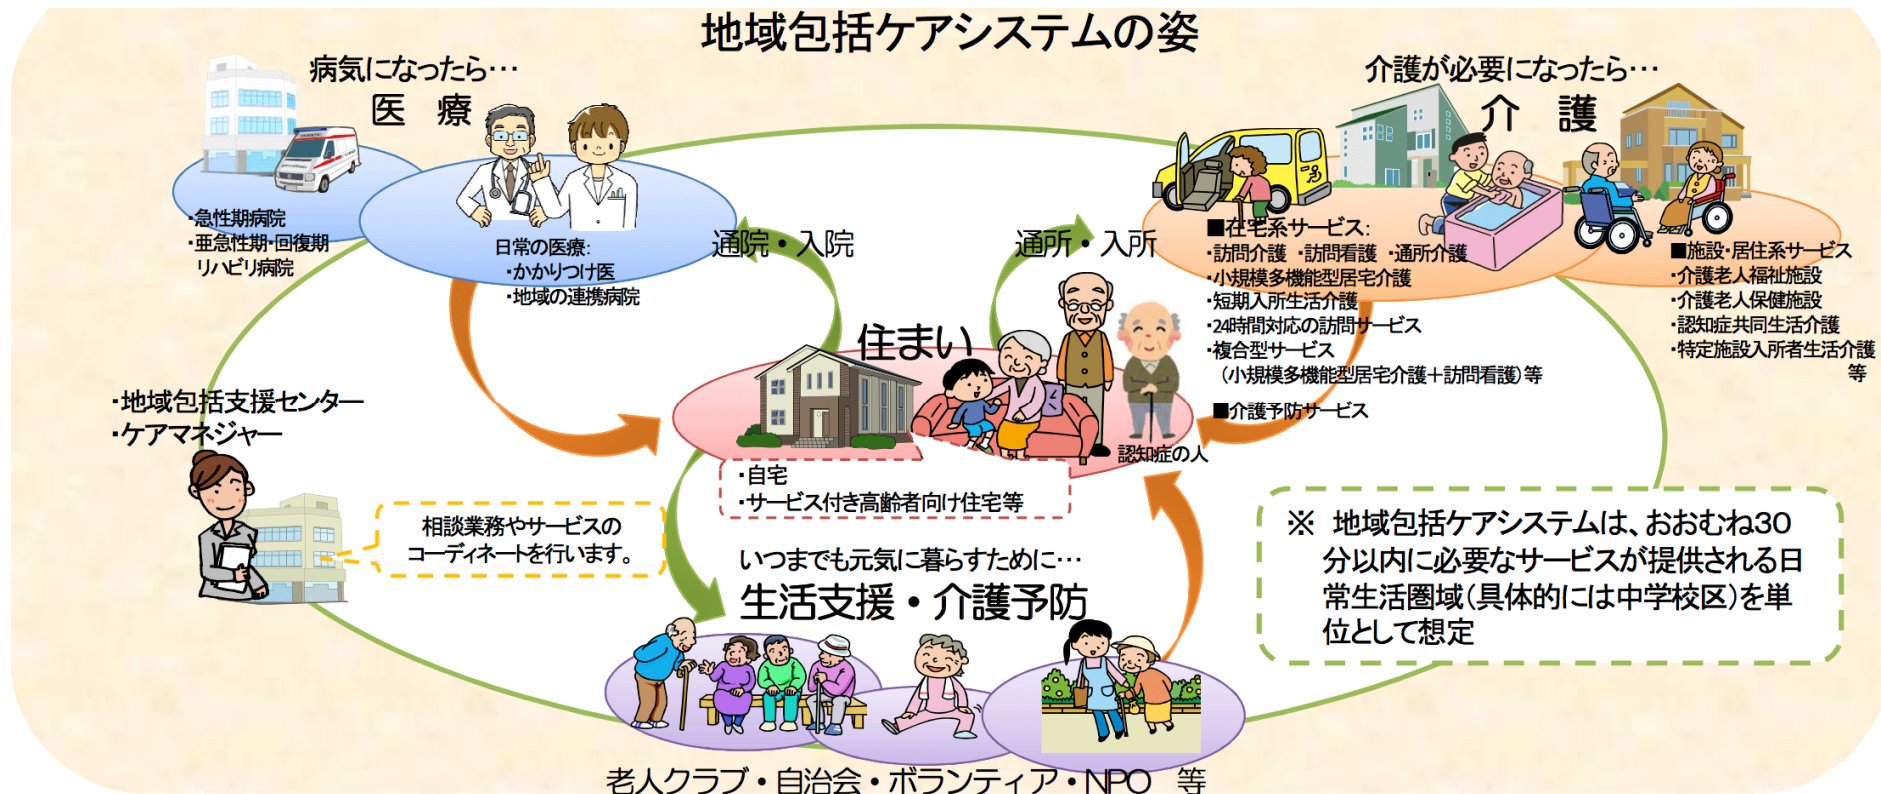 地域包括ケアシステムの姿
病気になったら…
医 療
・急性期病院
・亜急性期・回復期
リハビリ病院
日常の医療:
・かかりつけ医
・地域の連携病院
通院・入院
通所・入所
介護が必要になったら…
介 護
■在宅系サービス:
・訪問介護 ・訪問看護 ・通所介護
・小規模多機能型居宅介護
・短期入所生活介護
・24時間対応の訪問サービス
・複合型サービス
(小規模多機能型居宅介護+訪問看護)等
■介護予防サービス
■施設・居住系サービス
・介護老人福祉施設
・介護老人保健施設
・認知症共同生活介護
・特定施設入所者生活介護
等
住まい
認知症の人
・自宅
・サービス付き高齢者向け住宅等
・地域包括支援センター
・ケアマネジャー
相談業務やサービスの
コーディネートを行います。
いつまでも元気に暮らすために…
生活支援・介護予防
老人クラブ・自治会・ボランティア・NPO 等
※ 地域包括ケアシステムは、おおむね30
分以内に必要なサービスが提供される日
常生活圏域(具体的には中学校区)を単
位として想定